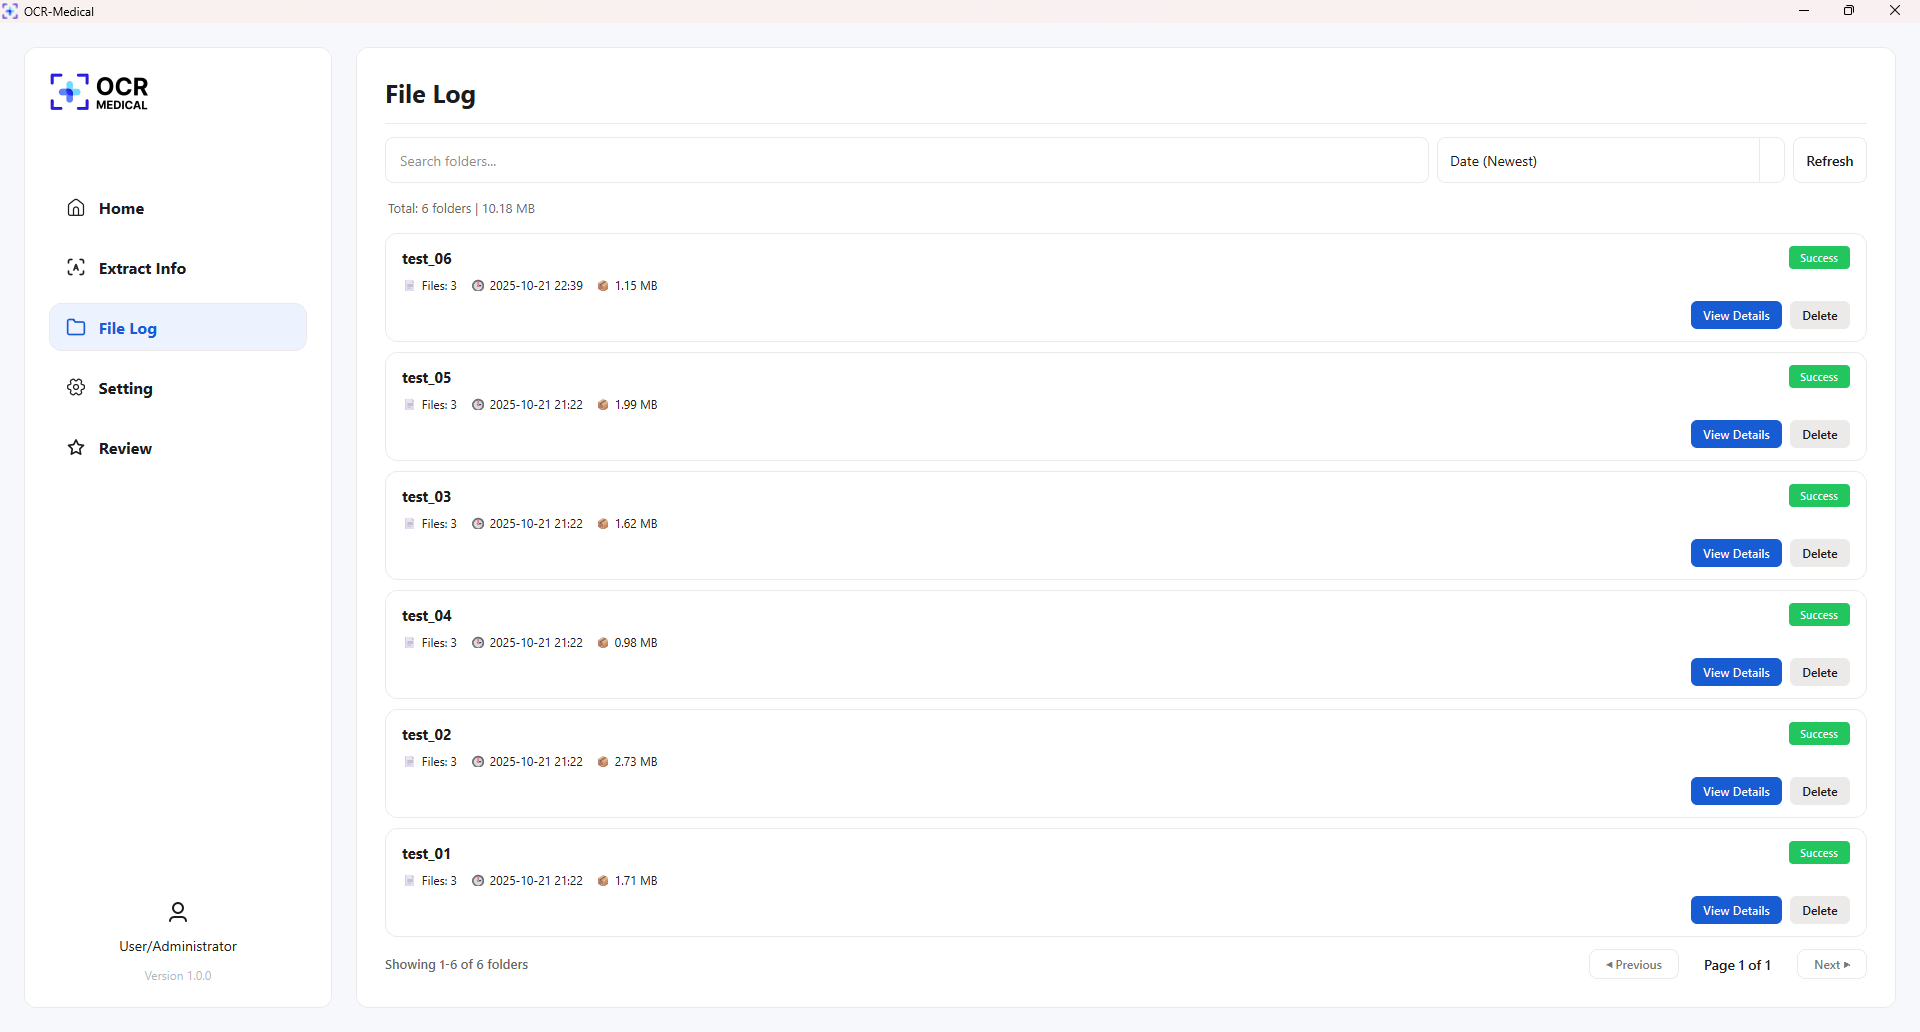 OCR-Medical
OCR
MEDICAL
Home
Extract Info
File Log
Setting
Review
User/Administrator
Version 1.0.0
File Log
Search folders...
Date (Newest)
Refresh
Total: 6 folders | 10.18 MB
test_06
Success
Files: 3 2025-10-21 22:39 1.15 MB
View Details Delete
test_05
Success
Files: 3 2025-10-21 21:22 1.99 MB
View Details Delete
test_03
Success
Files: 3 2025-10-21 21:22 1.62 MB
View Details Delete
test_04
Success
Files: 3 2025-10-21 21:22 0.98 MB
View Details Delete
test_02
Success
Files: 3 2025-10-21 21:22 2.73 MB
View Details Delete
test_01
Success
Files: 3 2025-10-21 21:22 1.71 MB
View Details Delete
Showing 1-6 of 6 folders
Previous Page 1 of 1 Next